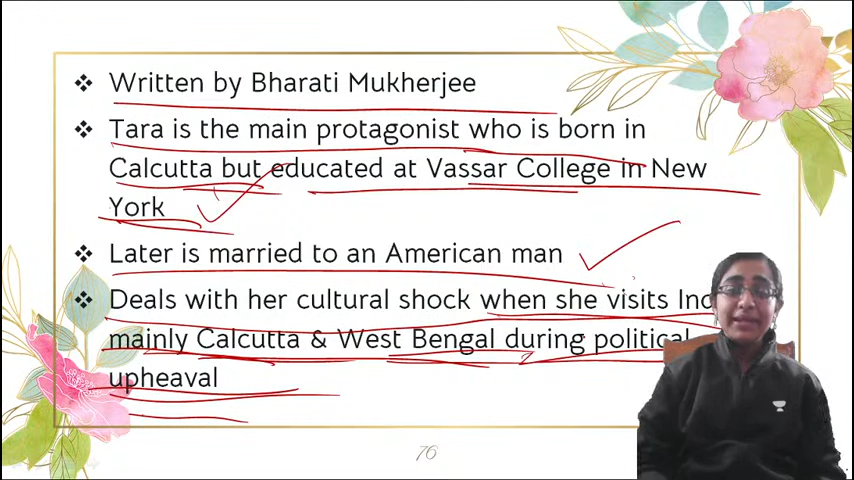 ❖ Written by Bharati Mukherjee
❖ Tara is the main protagonist who is born in
Calcutta but educated at Vassar College in New
York
❖ Later is married to an American man
❖ Deals with her cultural shock when she visits
mainly Calcutta & West Bengal during political
upheaval
76